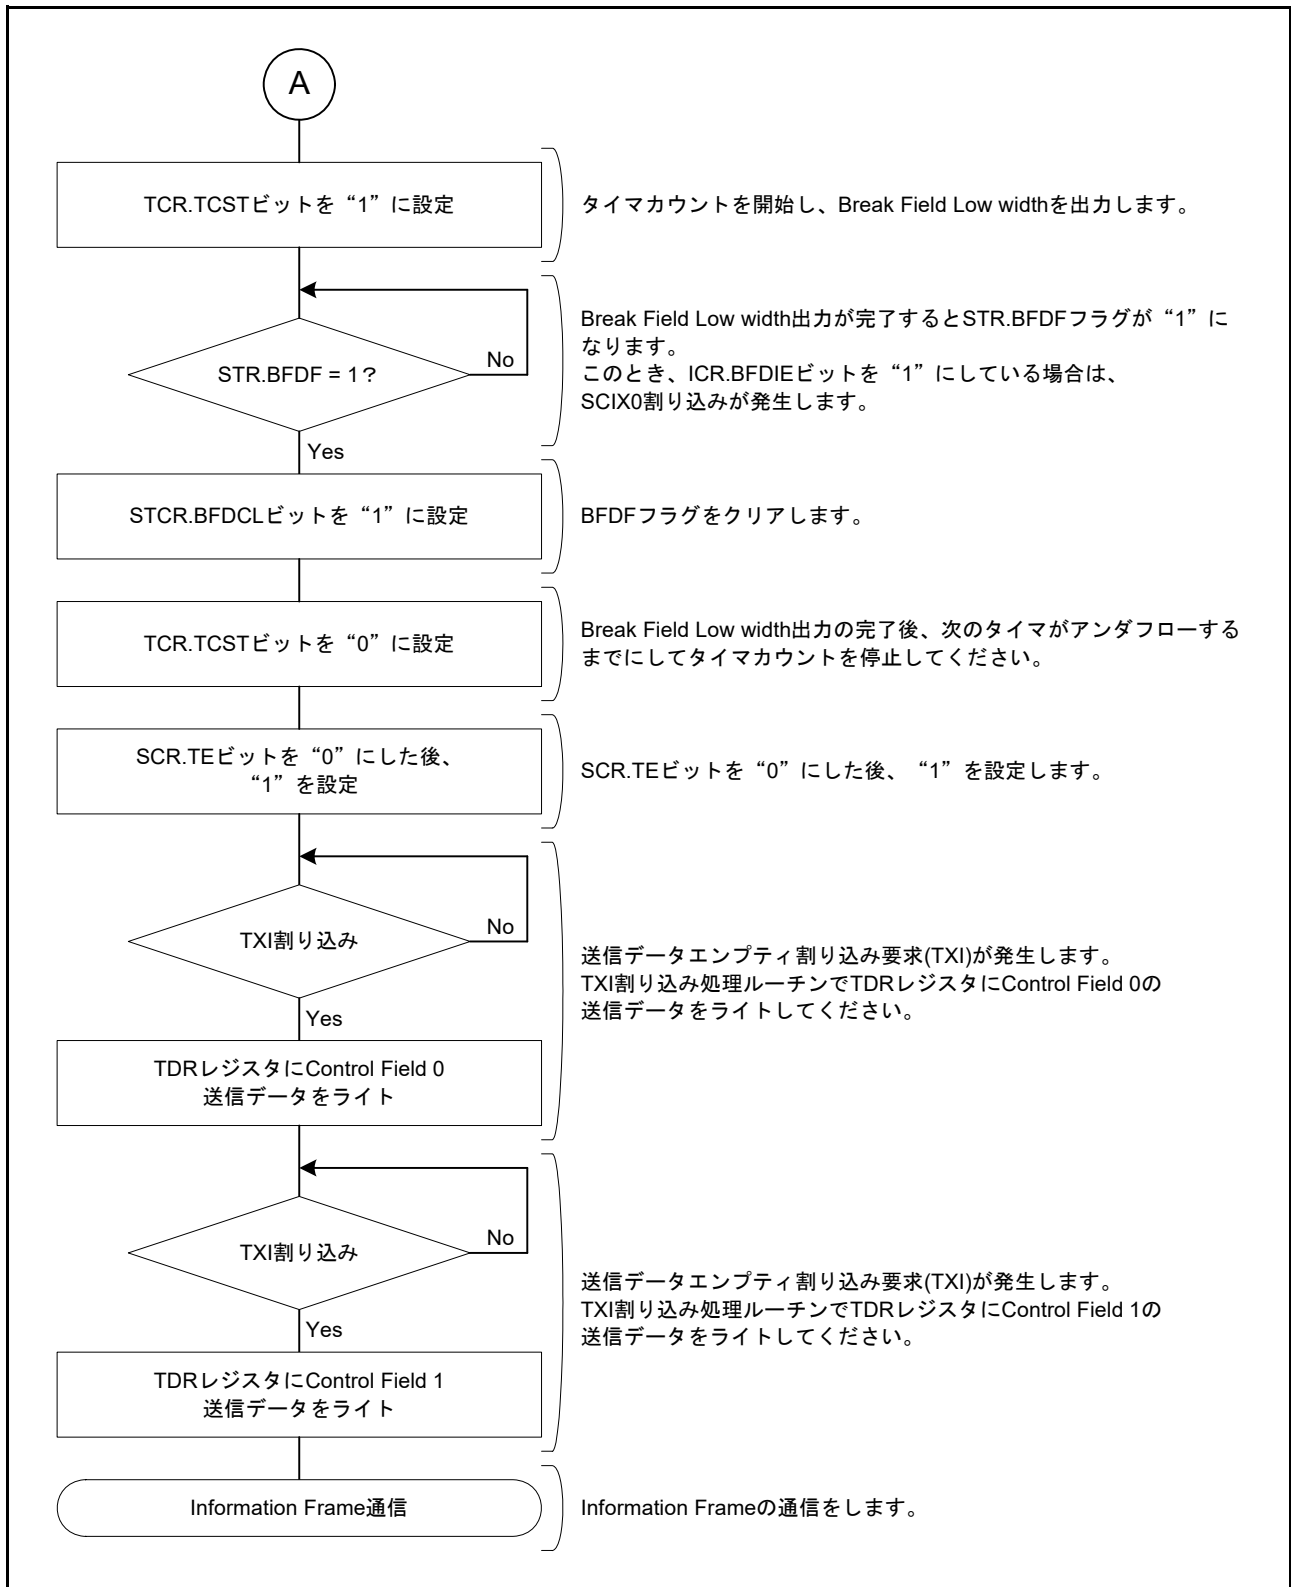 A
TCR.TCSTビットを“1”に設定
タイマカウントを開始し、Break Field Low widthを出力します。
STR.BFDF = 1?
No
Yes
Break Field Low width出力が完了するとSTR.BFDFフラグが“1”に
なります。
このとき、ICR.BFDIEビットを“1”にしている場合は、
SCIX0割り込みが発生します。
STCR.BFDCLビットを“1”に設定
BFDFフラグをクリアします。
TCR.TCSTビットを“0”に設定
Break Field Low width出力の完了後、次のタイマがアンダフローする
までにしてタイマカウントを停止してください。
SCR.TEビットを“0”にした後、
“1”を設定
SCR.TEビットを“0”にした後、“1”を設定します。
TXI割り込み
No
Yes
送信データエンプティ割り込み要求(TXI)が発生します。
TXI割り込み処理ルーチンでTDRレジスタにControl Field 0の
送信データをライトしてください。
TDRレジスタにControl Field 0
送信データをライト
TXI割り込み
No
Yes
送信データエンプティ割り込み要求(TXI)が発生します。
TXI割り込み処理ルーチンでTDRレジスタにControl Field 1の
送信データをライトしてください。
TDRレジスタにControl Field 1
送信データをライト
Information Frame通信
Information Frameの通信をします。